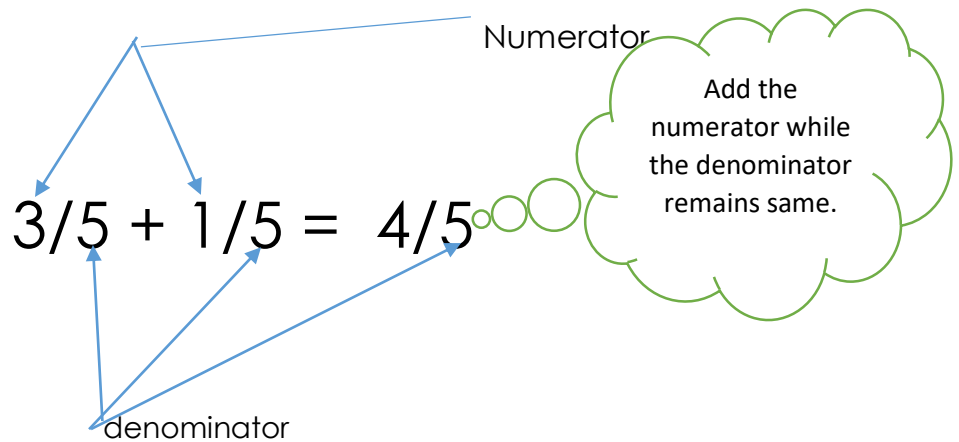 Numerator
Add the
numerator while
the denominator
remains same.
3/5 + 1/5 = 4/5
denominator